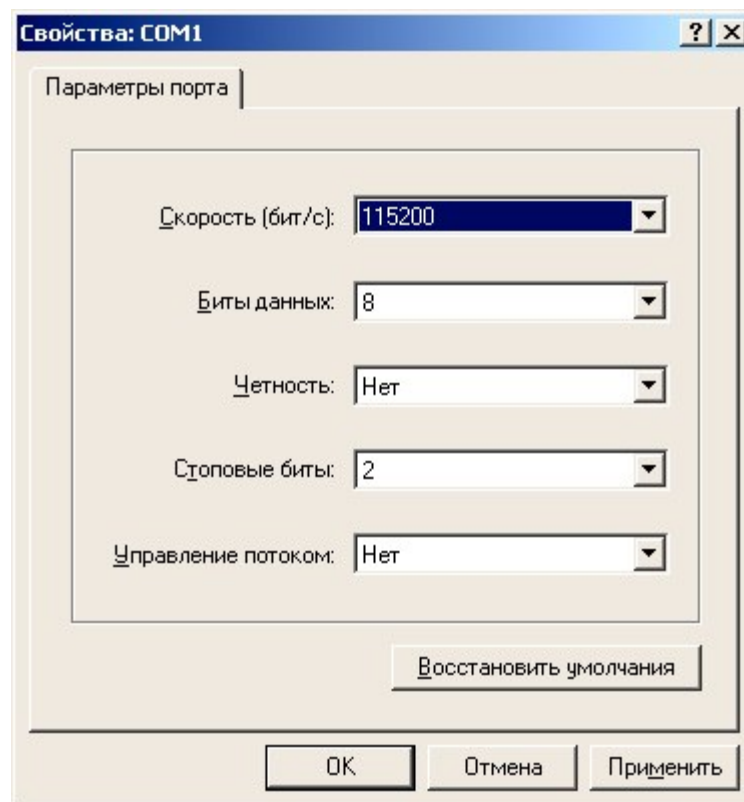 Свойства: COM1
Параметры порта
Скорость (бит/с): 115200
Биты данных: 8
Четность: Нет
Стоповые биты: 2
Управление потоком: Нет
Восстановить умолчания
OK Отмена Применить